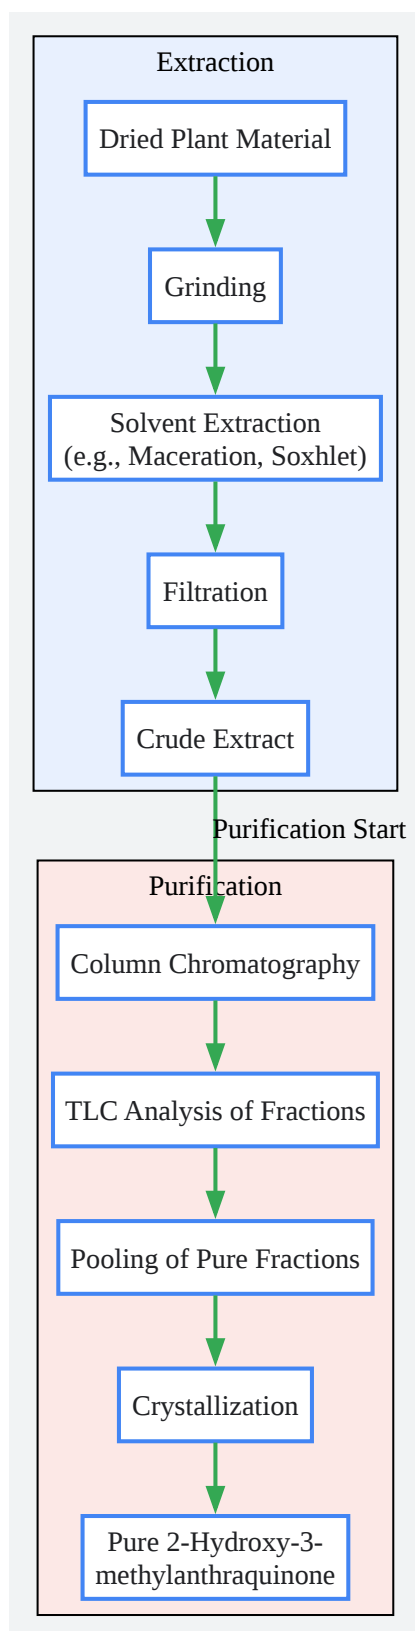 Extraction
Dried Plant Material
Grinding
Solvent Extraction
(e.g., Maceration, Soxhlet)
Filtration
Crude Extract
Purification Start
Purification
Column Chromatography
TLC Analysis of Fractions
Pooling of Pure Fractions
Crystallization
Pure 2-Hydroxy-3-
methylanthraquinone